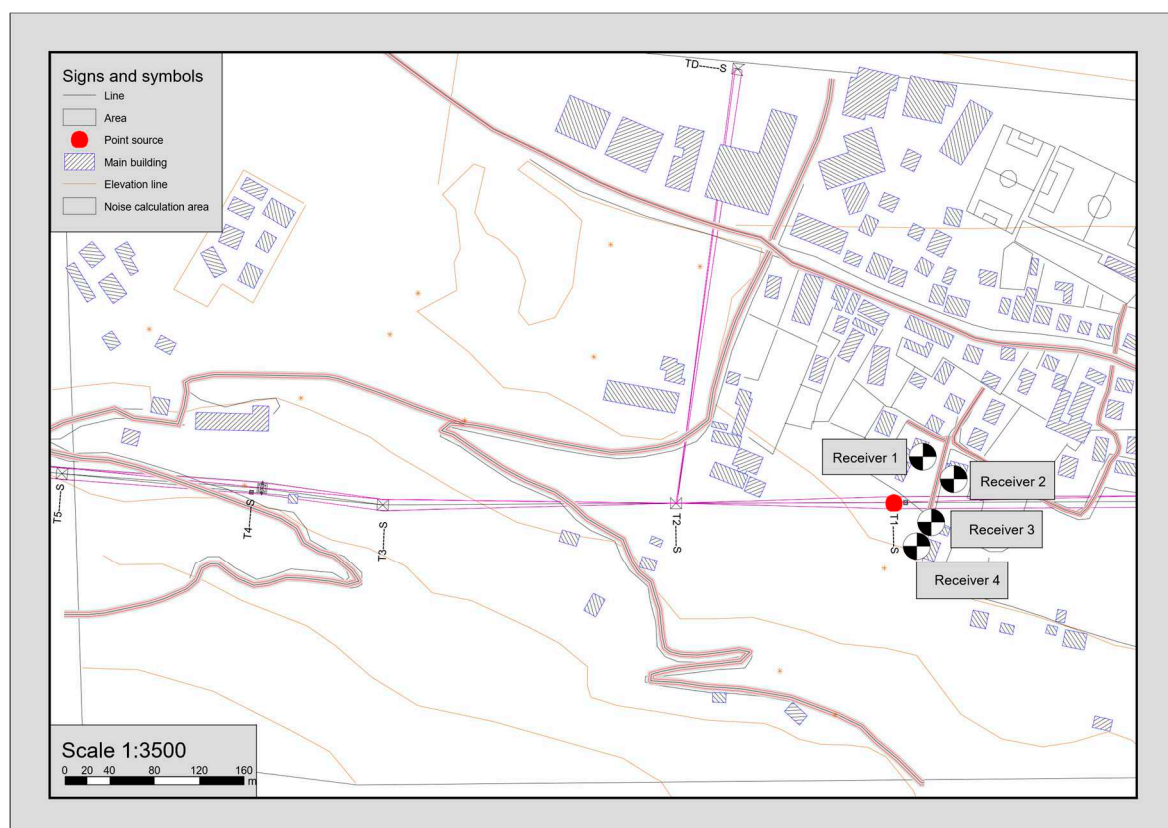 TD------S
Signs and symbols
Line
Area
Point source
Main building
Elevation line
Noise calculation area
Receiver 1
Receiver 2
T5------S
T4------S
T3------S
T2------S
T1------S
Receiver 3
Receiver 4
Scale 1:3500
0 20 40 80 120 160
m